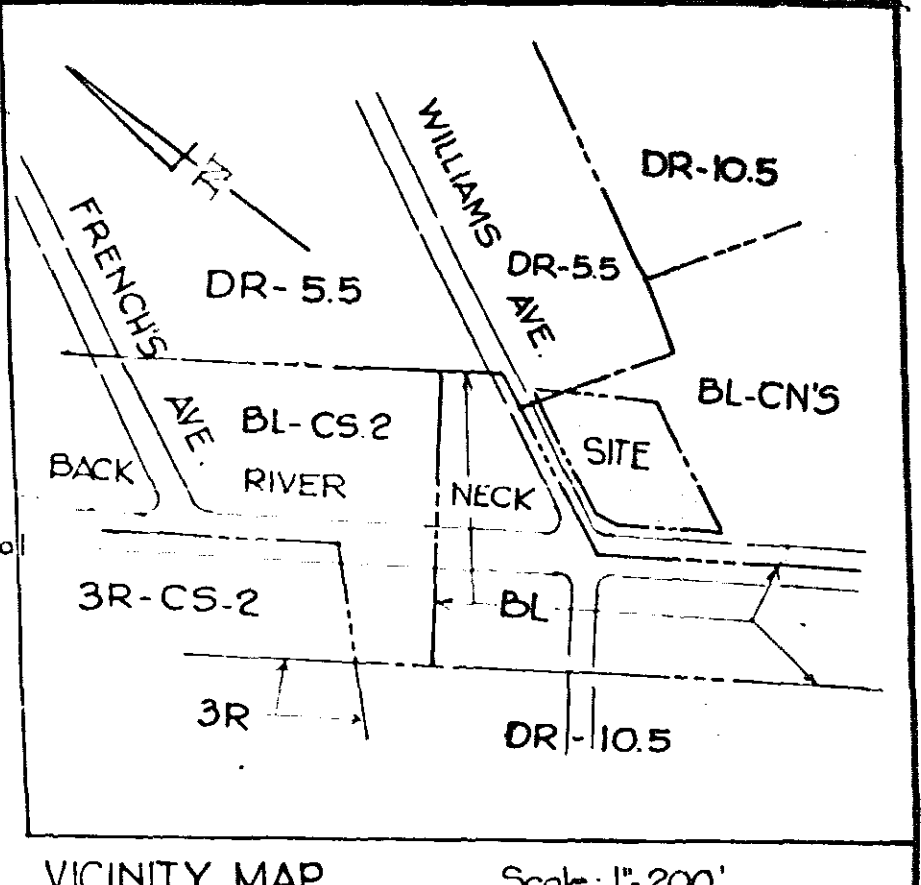 N
WILLIAMS AVE.
DR-10.5
FRENCH'S AVE.
DR-5.5
DR-5.5
BL-CN'S
BL-CS.2
SITE
BACK RIVER NECK
3R-CS-2
BL
3R
DR-10.5
VICINITY MAP Scale: 1"-200'